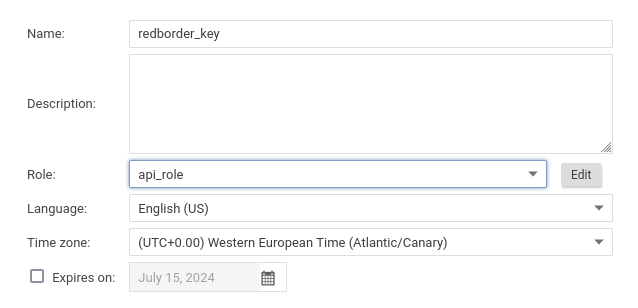 Name: redborder_key
Description:
Role: api_role Edit
Language: English (US)
Time zone: (UTC+0.00) Western European Time (Atlantic/Canary)
Expires on: July 15, 2024